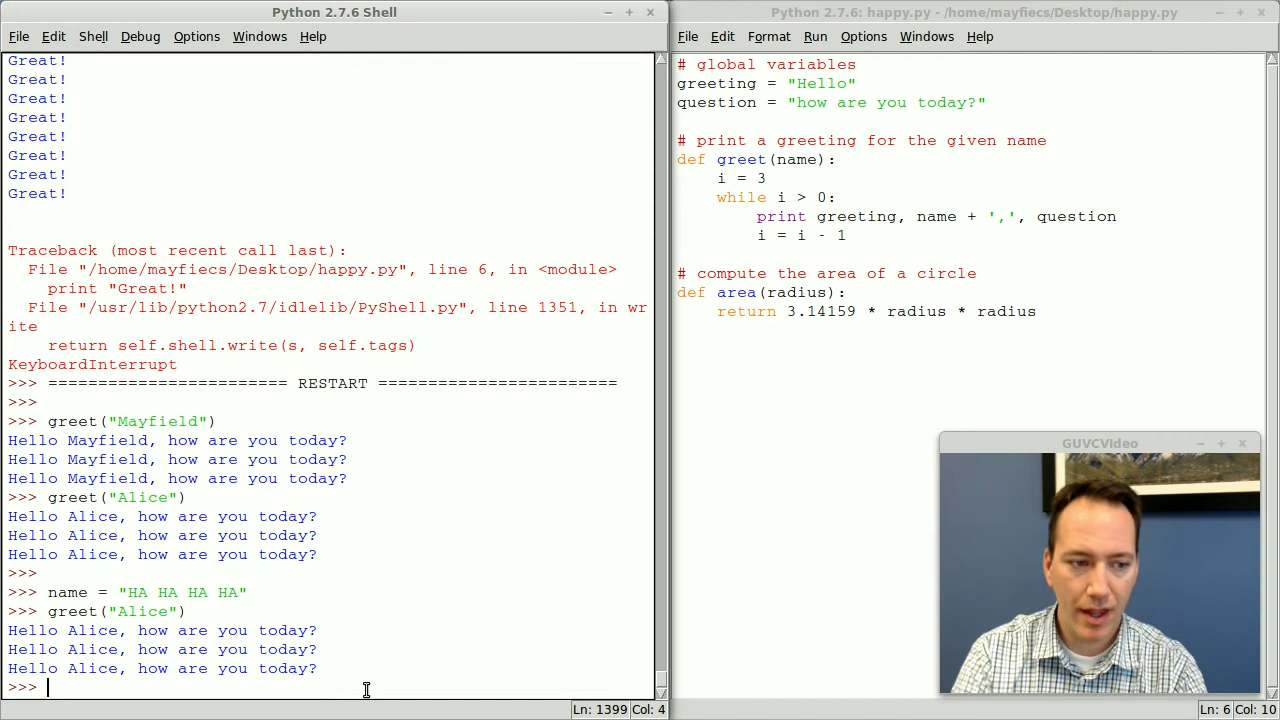 Python 2.7.6 Shell
File Edit Shell Debug Options Windows Help
Great!
Great!
Great!
Great!
Great!
Great!
Great!
Great!
Traceback (most recent call last):
  File "/home/mayfiecs/Desktop/happy.py", line 6, in <module>
    print "Great!"
  File "/usr/lib/python2.7/idlelib/PyShell.py", line 1351, in wr
ite
    return self.shell.write(s, self.tags)
KeyboardInterrupt
>>> ======================== RESTART ========================
>>>
>>> greet("Mayfield")
Hello Mayfield, how are you today?
Hello Mayfield, how are you today?
Hello Mayfield, how are you today?
>>> greet("Alice")
Hello Alice, how are you today?
Hello Alice, how are you today?
Hello Alice, how are you today?
>>>
>>> name = "HA HA HA HA"
>>> greet("Alice")
Hello Alice, how are you today?
Hello Alice, how are you today?
Hello Alice, how are you today?
>>>
Ln: 1399 Col: 4
Python 2.7.6: happy.py - /home/mayfiecs/Desktop/happy.py
File Edit Format Run Options Windows Help
# global variables
greeting = "Hello"
question = "how are you today?"
# print a greeting for the given name
def greet(name):
    i = 3
    while i > 0:
        print greeting, name + ',', question
        i = i - 1
# compute the area of a circle
def area(radius):
    return 3.14159 * radius * radius
GUVCVIdeo
Ln: 6 Col: 10